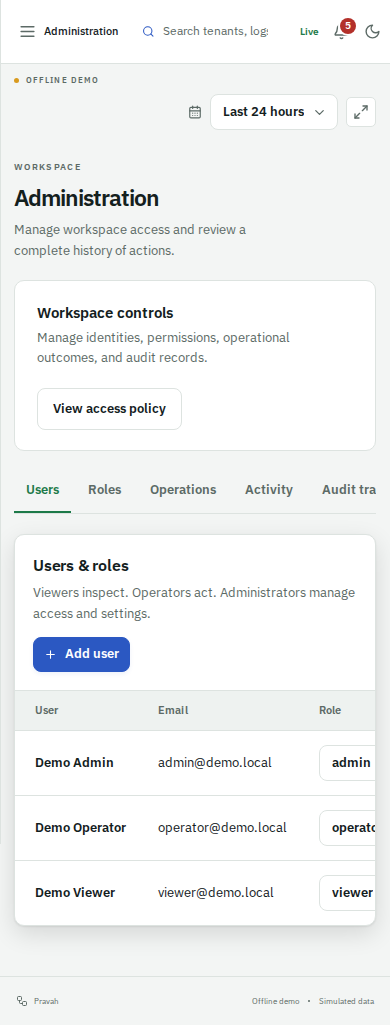 Administration
Search tenants, logs
Live
5
OFFLINE DEMO
Last 24 hours
WORKSPACE
Administration
Manage workspace access and review a
complete history of actions.
Workspace controls
Manage identities, permissions, operational
outcomes, and audit records.
View access policy
Users Roles Operations Activity Audit tra
Users & roles
Viewers inspect. Operators act. Administrators manage
access and settings.
Add user
User Email Role
Demo Admin admin@demo.local admin
Demo Operator operator@demo.local operato
Demo Viewer viewer@demo.local viewer
Pravah
Offline demo • Simulated data